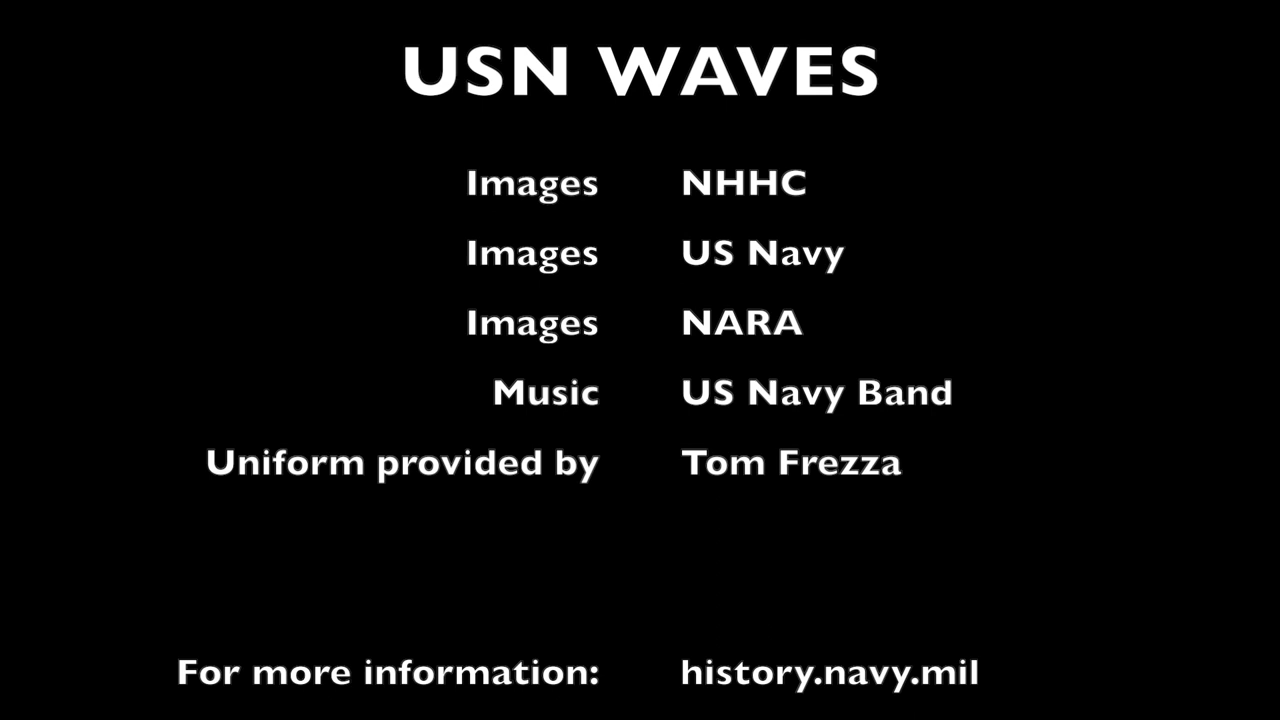 USN WAVES
Images NHHC
Images US Navy
Images NARA
Music US Navy Band
Uniform provided by Tom Frezza
For more information: history.navy.mil